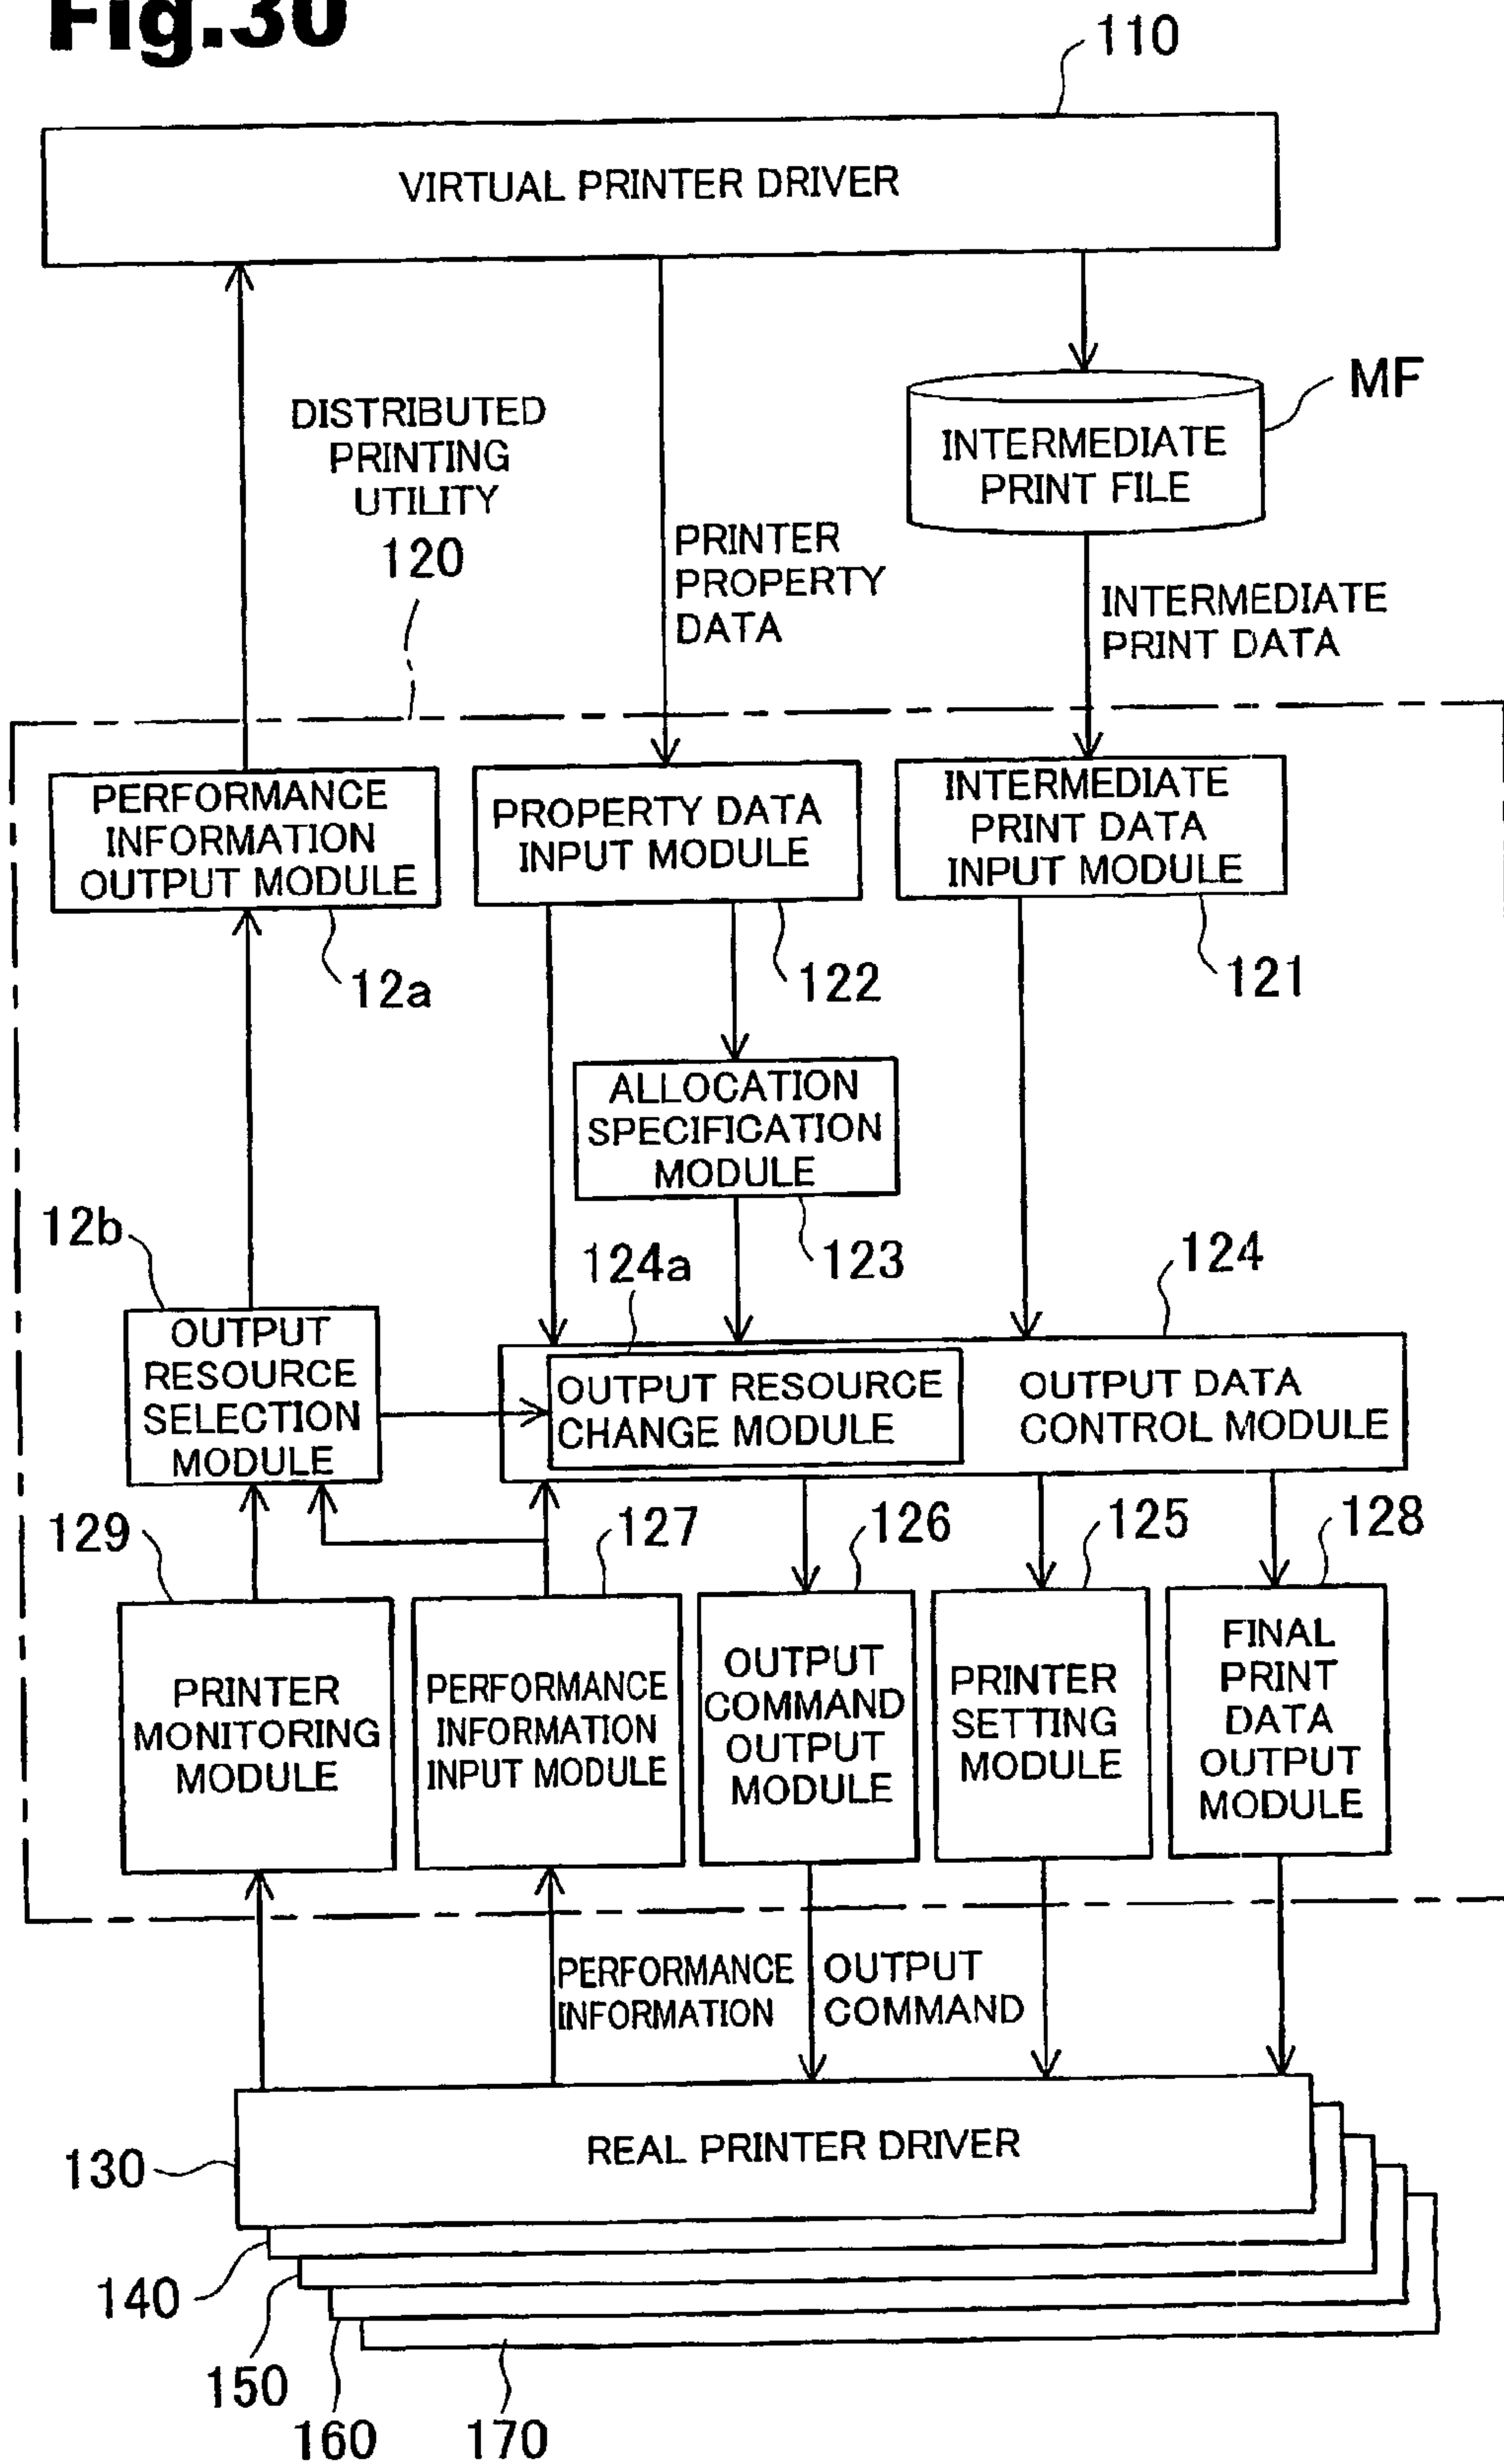 Fig.30
110
VIRTUAL PRINTER DRIVER
MF
INTERMEDIATE
PRINT FILE
DISTRIBUTED
PRINTING
UTILITY
120
PRINTER
PROPERTY
DATA
INTERMEDIATE
PRINT DATA
PERFORMANCE
INFORMATION
OUTPUT MODULE
PROPERTY DATA
INPUT MODULE
INTERMEDIATE
PRINT DATA
INPUT MODULE
12a
122
121
ALLOCATION
SPECIFICATION
MODULE
12b
124a
123
124
OUTPUT
RESOURCE
SELECTION
MODULE
OUTPUT RESOURCE
CHANGE MODULE
OUTPUT DATA
CONTROL MODULE
129
127
126
125
128
PRINTER
MONITORING
MODULE
PERFORMANCE
INFORMATION
INPUT MODULE
OUTPUT
COMMAND
OUTPUT
MODULE
PRINTER
SETTING
MODULE
FINAL
PRINT
DATA
OUTPUT
MODULE
PERFORMANCE
INFORMATION
OUTPUT
COMMAND
REAL PRINTER DRIVER
130
140
150
160
170